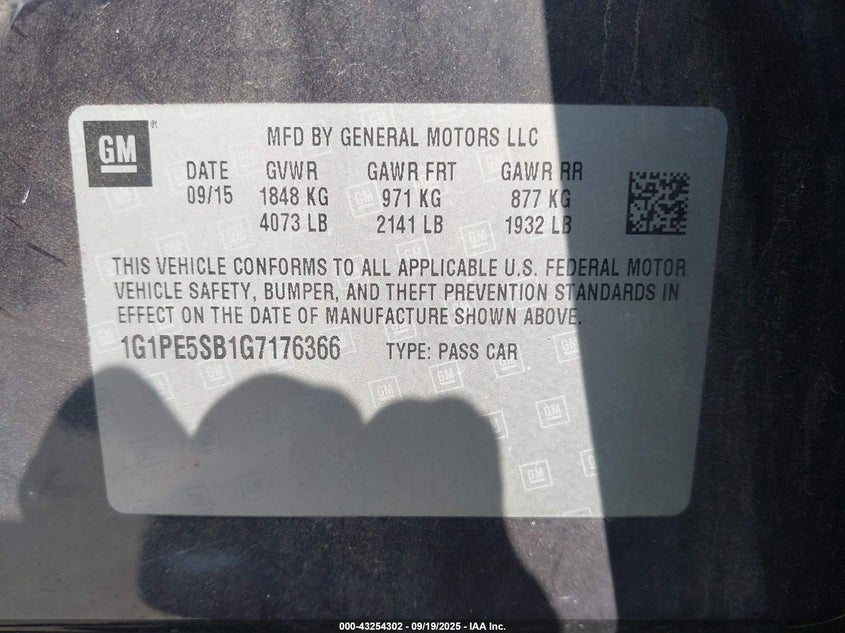 GM ®
MFD BY GENERAL MOTORS LLC
DATE GVWR GAWR FRT GAWR RR
09/15 1848 KG 971 KG 877 KG
4073 LB 2141 LB 1932 LB
THIS VEHICLE CONFORMS TO ALL APPLICABLE U.S. FEDERAL MOTOR
VEHICLE SAFETY, BUMPER, AND THEFT PREVENTION STANDARDS IN
EFFECT ON THE DATE OF MANUFACTURE SHOWN ABOVE.
1G1PE5SB1G7176366 TYPE: PASS CAR
000-43254302 - 09/19/2025 - IAA Inc.